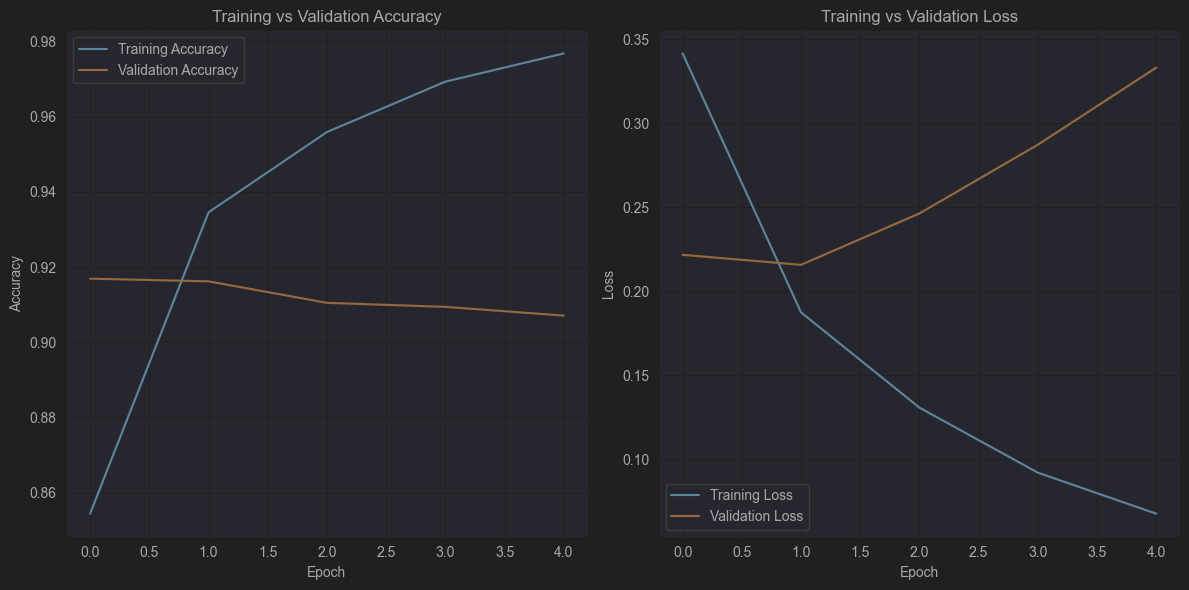 Training vs Validation Accuracy
Training Accuracy
Validation Accuracy
0.98
0.96
0.94
0.92
0.90
0.88
0.86
Accuracy
0.0 0.5 1.0 1.5 2.0 2.5 3.0 3.5 4.0
Epoch
Training vs Validation Loss
0.35
0.30
0.25
0.20
0.15
0.10
Loss
Training Loss
Validation Loss
0.0 0.5 1.0 1.5 2.0 2.5 3.0 3.5 4.0
Epoch